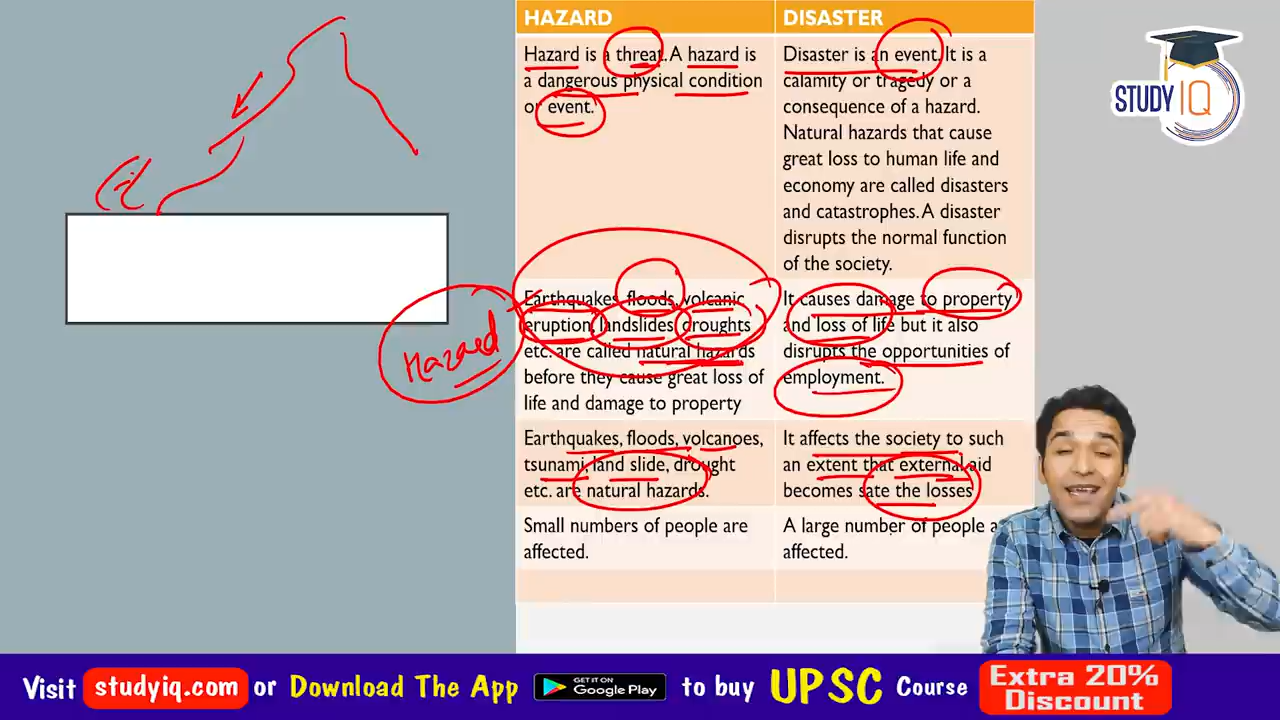 HAZARD
Hazard is a threat. A hazard is
a dangerous physical condition
or event.
DISASTER
Disaster is an event. It is a
calamity or tragedy or a
consequence of a hazard.
Natural hazards that cause
great loss to human life and
economy are called disasters
and catastrophes. A disaster
disrupts the normal function
of the society.
Earthquakes, floods, volcanic
eruption, landslides, droughts
etc. are called natural hazards
before they cause great loss of
life and damage to property
It causes damage to property
and loss of life but it also
disrupts the opportunities of
employment.
Earthquakes, floods, volcanoes,
tsunami, land slide, drought
etc. are natural hazards.
It affects the society to such
an extent that external aid
becomes sate the losses
Small numbers of people are
affected.
A large number of people a
affected.
Hazard
STUDY IQ
Visit studyiq.com or Download The App GET IT ON Google Play to buy UPSC Course Extra 20% Discount